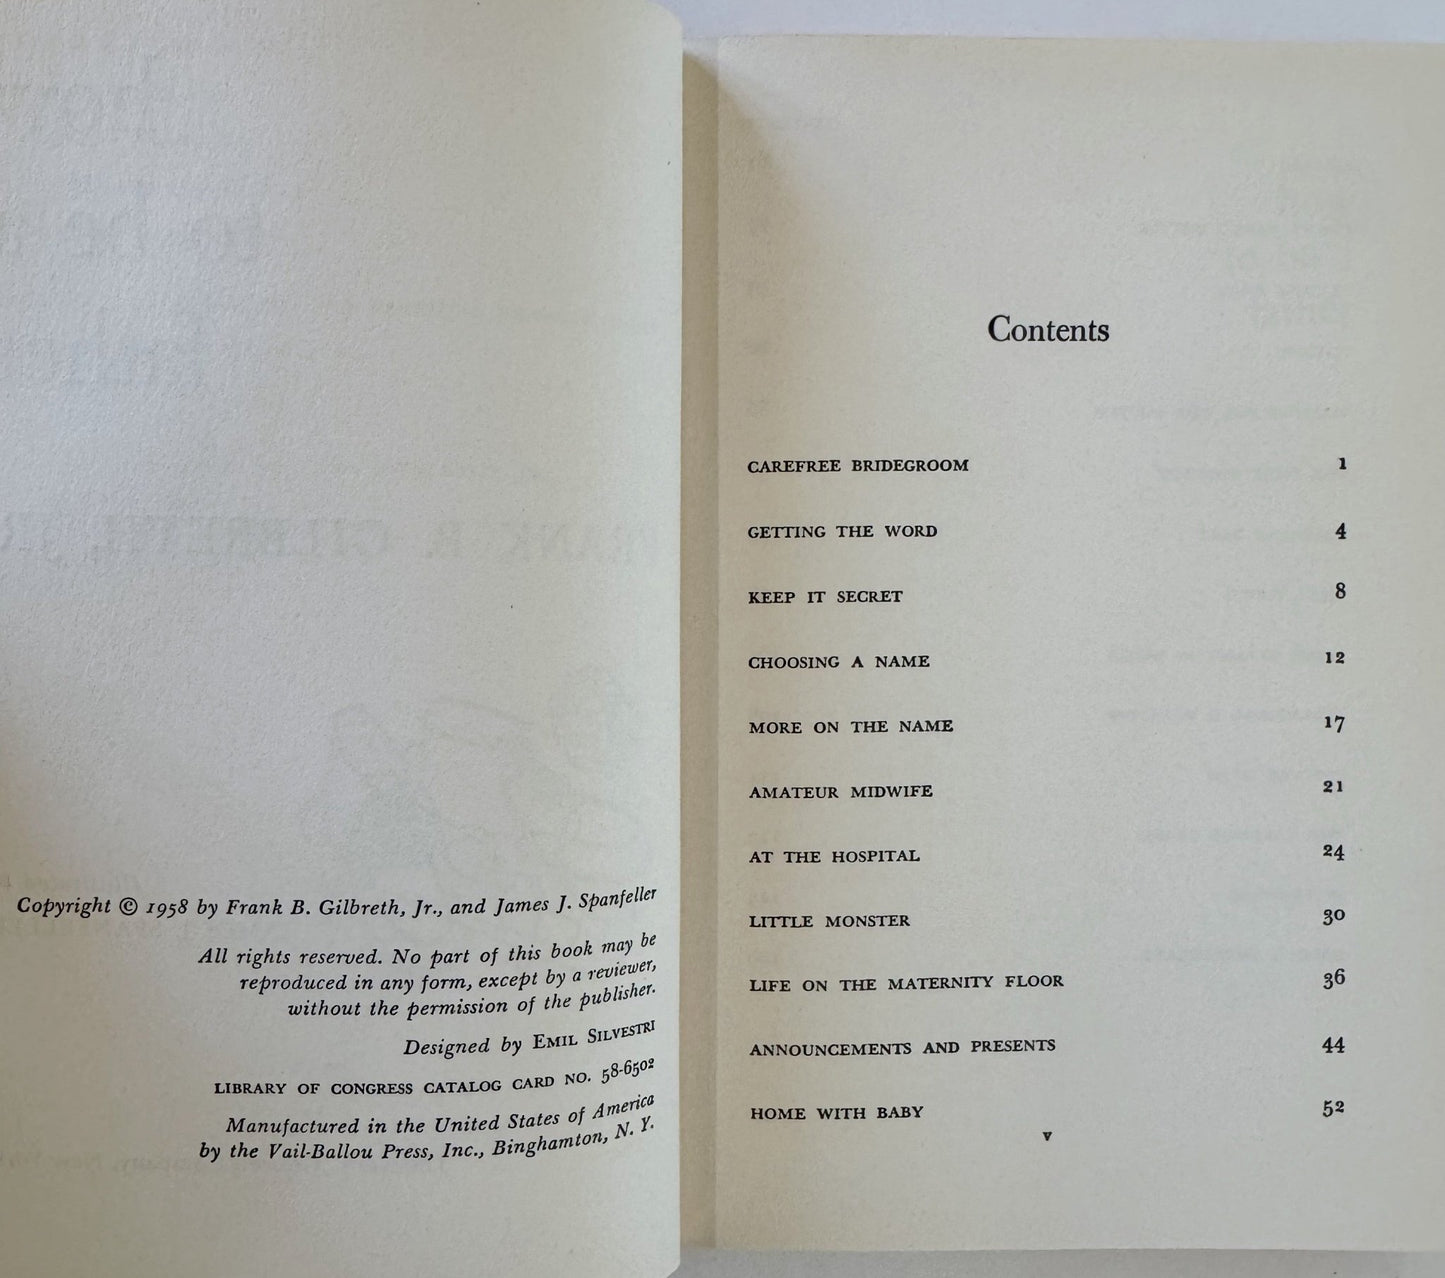 Copyright © 1958 by Frank B. Gilbreth, Jr., and James J. Spanfeller
All rights reserved. No part of this book may be
reproduced in any form, except by a reviewer,
without the permission of the publisher.
Designed by EMIL SILVESTRI
LIBRARY OF CONGRESS CATALOG CARD NO. 58-6502
Manufactured in the United States of America
by the Vail-Ballou Press, Inc., Binghamton, N. Y.
Contents
CAREFREE BRIDEGROOM 1
GETTING THE WORD 4
KEEP IT SECRET 8
CHOOSING A NAME 12
MORE ON THE NAME 17
AMATEUR MIDWIFE 21
AT THE HOSPITAL 24
LITTLE MONSTER 30
LIFE ON THE MATERNITY FLOOR 36
ANNOUNCEMENTS AND PRESENTS 44
HOME WITH BABY 52
v